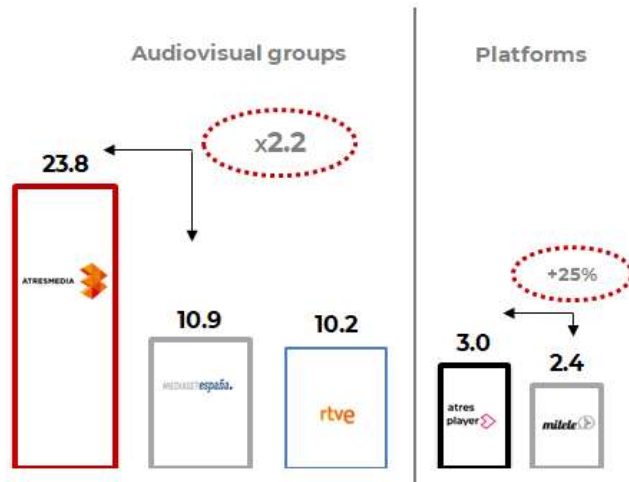 Audiovisual groups
Platforms
x2.2
23.8
ATRESMEDIA
10.9
MEDIASETespaña.
10.2
rtve
+25%
3.0
atres
player
2.4
mitele